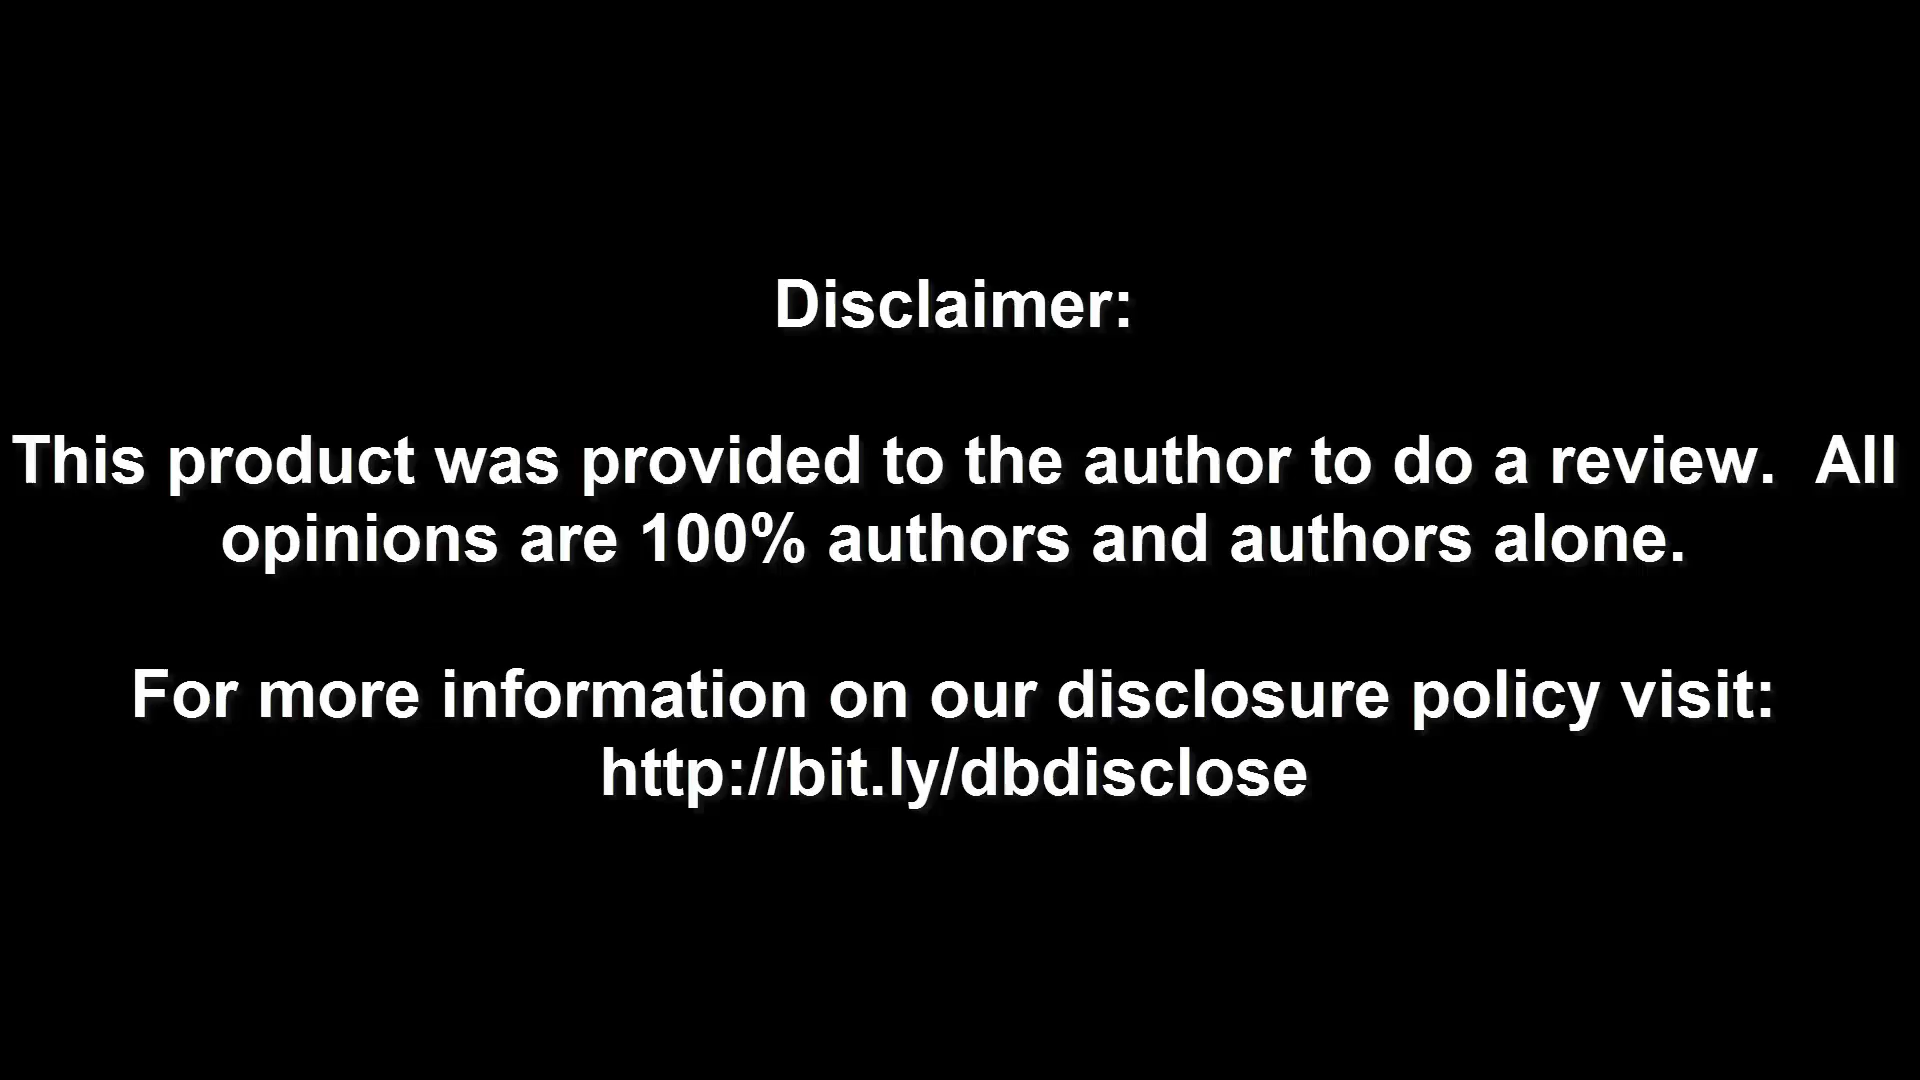 Disclaimer:
This product was provided to the author to do a review.  All
opinions are 100% authors and authors alone.
For more information on our disclosure policy visit:
http://bit.ly/dbdisclose